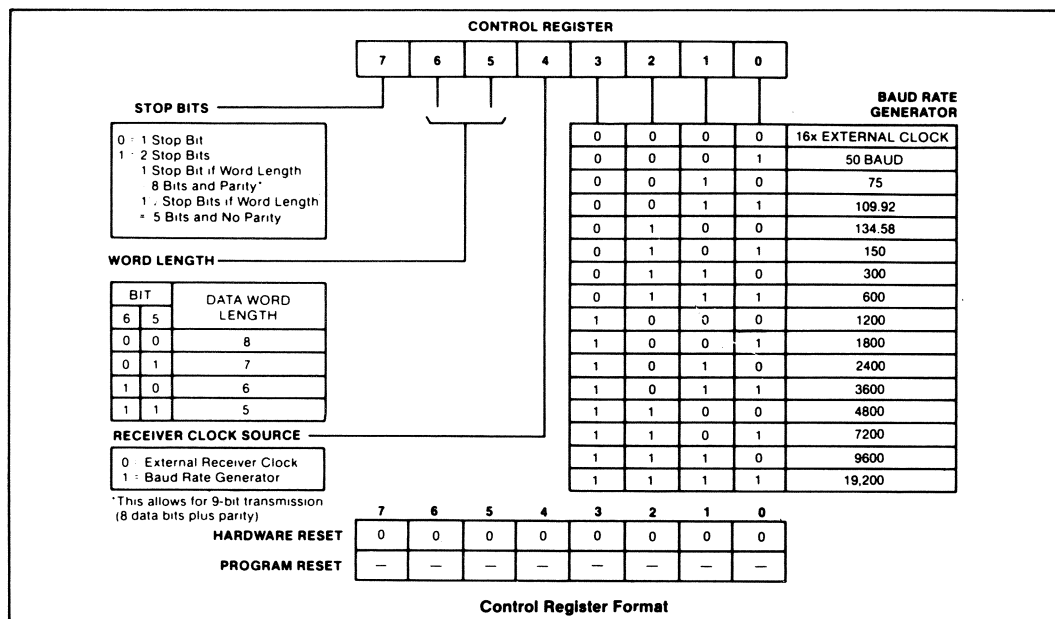 CONTROL REGISTER
7 6 5 4 3 2 1 0
STOP BITS
0 = 1 Stop Bit
1 = 2 Stop Bits
1 Stop Bit if Word Length
8 Bits and Parity*
1 Stop Bits if Word Length
= 5 Bits and No Parity
WORD LENGTH
BIT DATA WORD LENGTH
6 5
0 0 8
0 1 7
1 0 6
1 1 5
RECEIVER CLOCK SOURCE
0 = External Receiver Clock
1 = Baud Rate Generator
*This allows for 9-bit transmission
(8 data bits plus parity)
BAUD RATE
GENERATOR
0 0 0 0 16x EXTERNAL CLOCK
0 0 0 1 50 BAUD
0 0 1 0 75
0 0 1 1 109.92
0 1 0 0 134.58
0 1 0 1 150
0 1 1 0 300
0 1 1 1 600
1 0 0 0 1200
1 0 0 1 1800
1 0 1 0 2400
1 0 1 1 3600
1 1 0 0 4800
1 1 0 1 7200
1 1 1 0 9600
1 1 1 1 19,200
7 6 5 4 3 2 1 0
HARDWARE RESET 0 0 0 0 0 0 0 0
PROGRAM RESET — — — — — — — —
Control Register Format